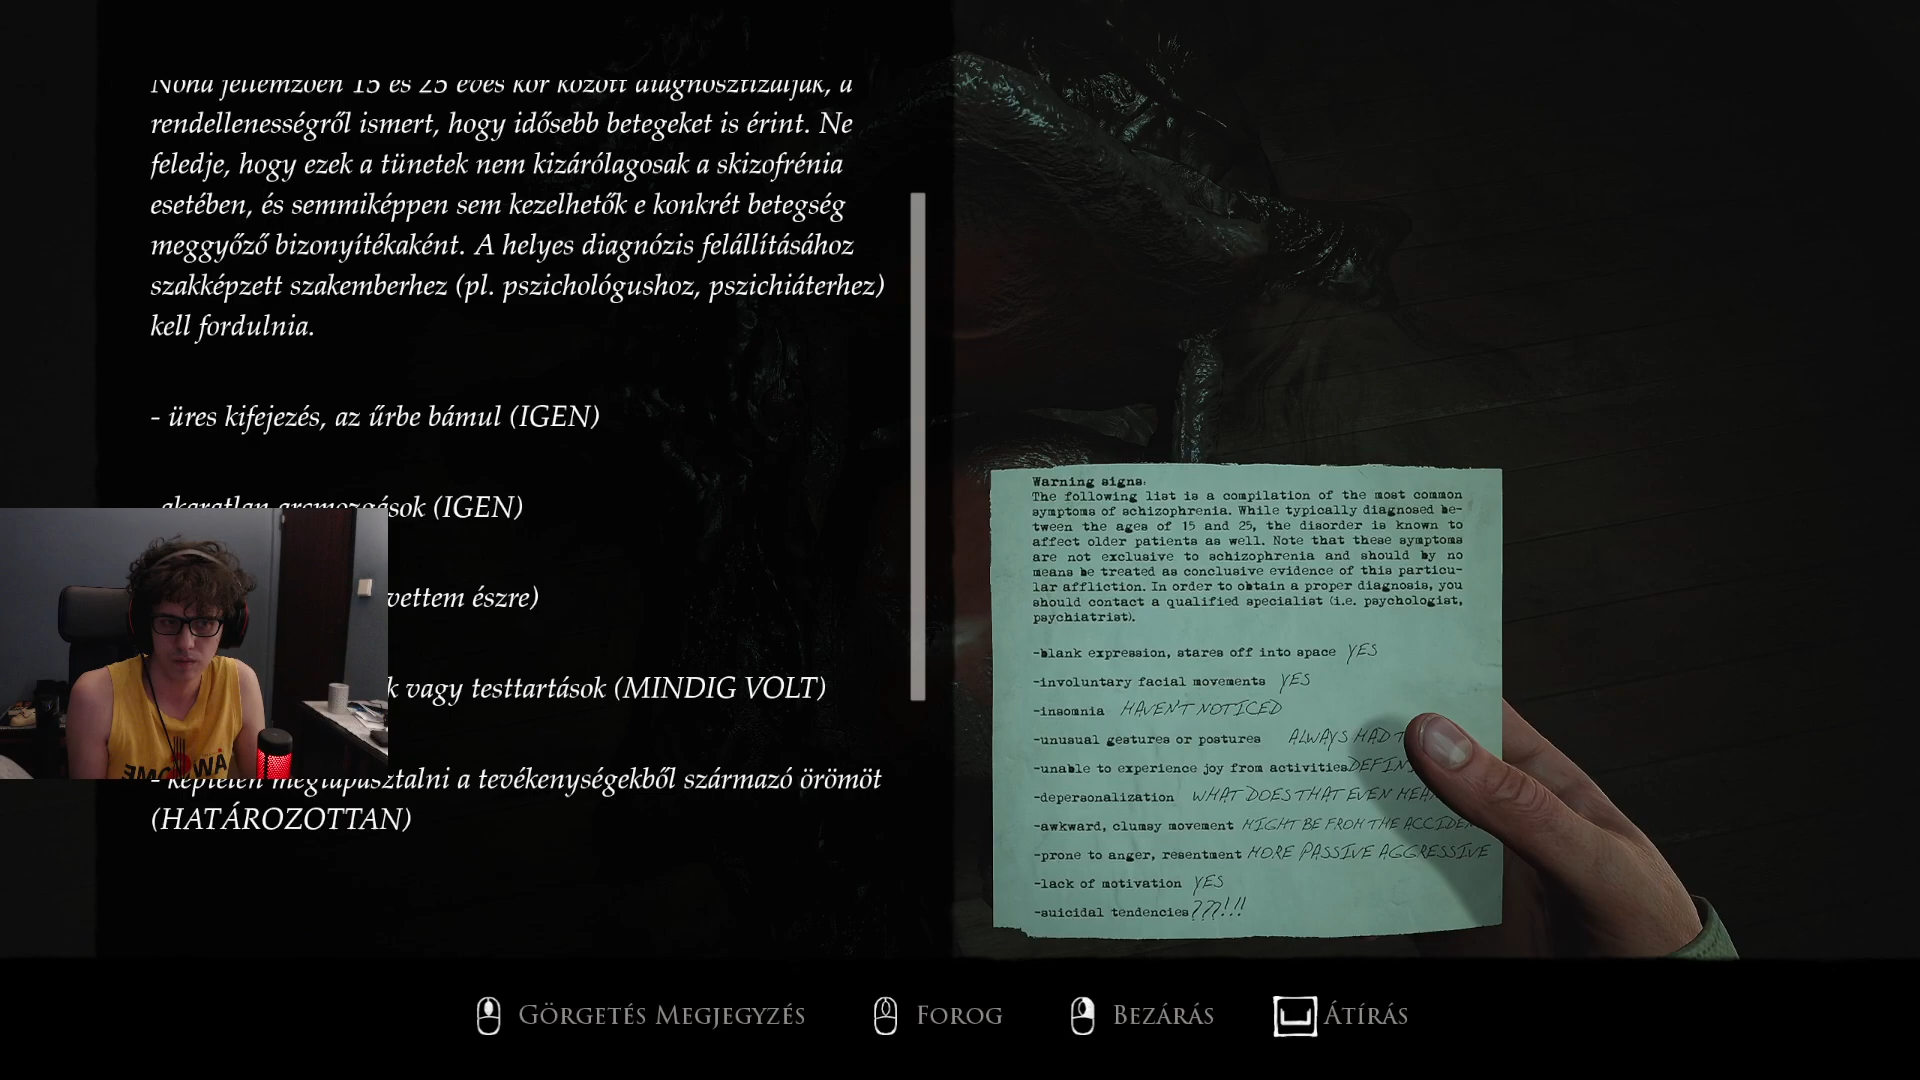 Noha jellemzően 15 és 25 éves kor között diagnosztizálják, a
rendellenességről ismert, hogy idősebb betegeket is érint. Ne
feledje, hogy ezek a tünetek nem kizárólagosak a skizofrénia
esetében, és semmiképpen sem kezelhetők e konkrét betegség
meggyőző bizonyítékaként. A helyes diagnózis felállításához
szakképzett szakemberhez (pl. pszichológushoz, pszichiáterhez)
kell fordulnia.
- üres kifejezés, az űrbe bámul (IGEN)
akaratlan arcmozgások (IGEN)
vettem észre)
k vagy testtartások (MINDIG VOLT)
- képtelen megtapasztalni a tevékenységekből származó örömöt
(HATÁROZOTTAN)
Warning signs:
The following list is a compilation of the most common
symptoms of schizophrenia. While typically diagnosed be-
tween the ages of 15 and 25, the disorder is known to
affect older patients as well. Note that these symptoms
are not exclusive to schizophrenia and should by no
means be treated as conclusive evidence of this particu-
lar affliction. In order to obtain a proper diagnosis, you
should contact a qualified specialist (i.e. psychologist,
psychiatrist).
-blank expression, stares off into space YES
-involuntary facial movements YES
-insomnia HAVEN'T NOTICED
-unusual gestures or postures ALWAYS HAD
-unable to experience joy from activities
-depersonalization WHAT DOES THAT EVEN MEAN
-awkward, clumsy movement MIGHT BE FROM THE
-prone to anger, resentment MORE PASSIVE AGGRESSIVE
-lack of motivation YES
-suicidal tendencies ???!!!
GÖRGETÉS MEGJEGYZÉS FOROG BEZÁRÁS ÁTÍRÁS